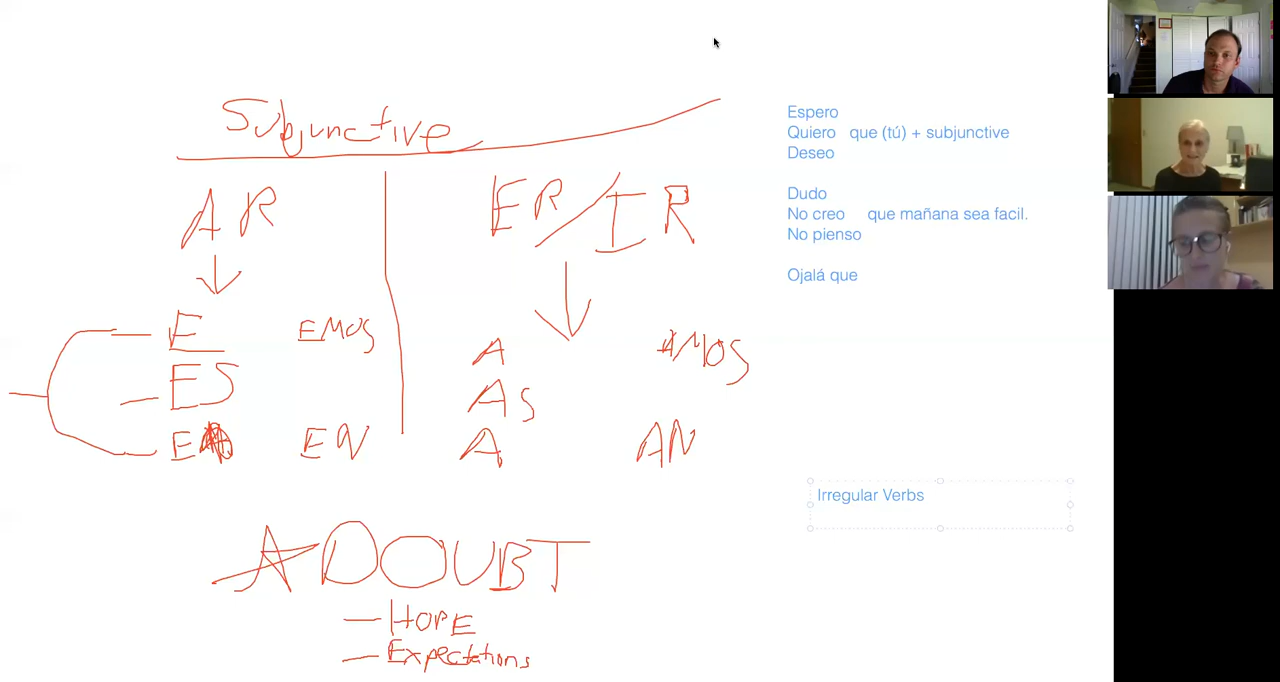 Subjunctive
AR
ER/IR
E EMOS
ES
E EN
A AMOS
AS
A AN
DOUBT
- HOPE
- Expectations
Espero
Quiero que (tú) + subjunctive
Deseo
Dudo
No creo que mañana sea facil.
No pienso
Ojalá que
Irregular Verbs